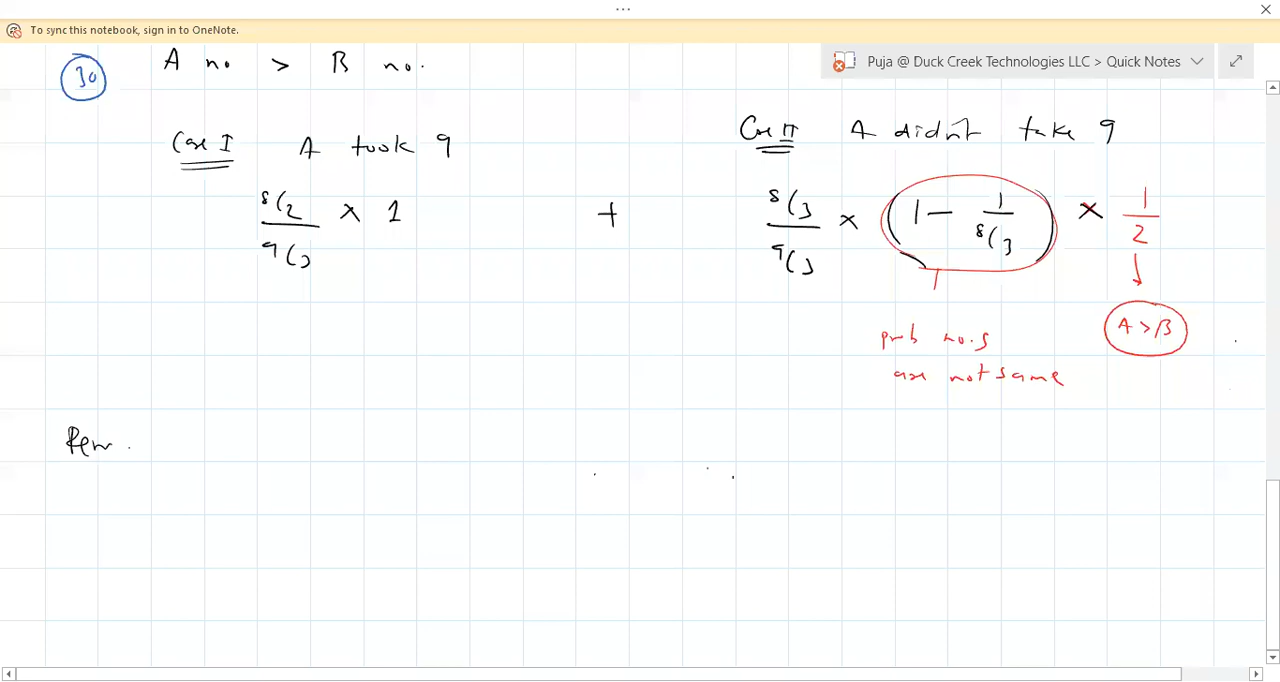 ...
To sync this notebook, sign in to OneNote.
Puja @ Duck Creek Technologies LLC > Quick Notes
30 A no > B no.
Case I A took 9
⁸C₂ / ⁹C₃ × 1
+
Case II A didn't take 9
⁸C₃ / ⁹C₃ × (1 - 1 / ⁸C₃) × 1 / 2
A > B
prob no.s
are not same
Rem